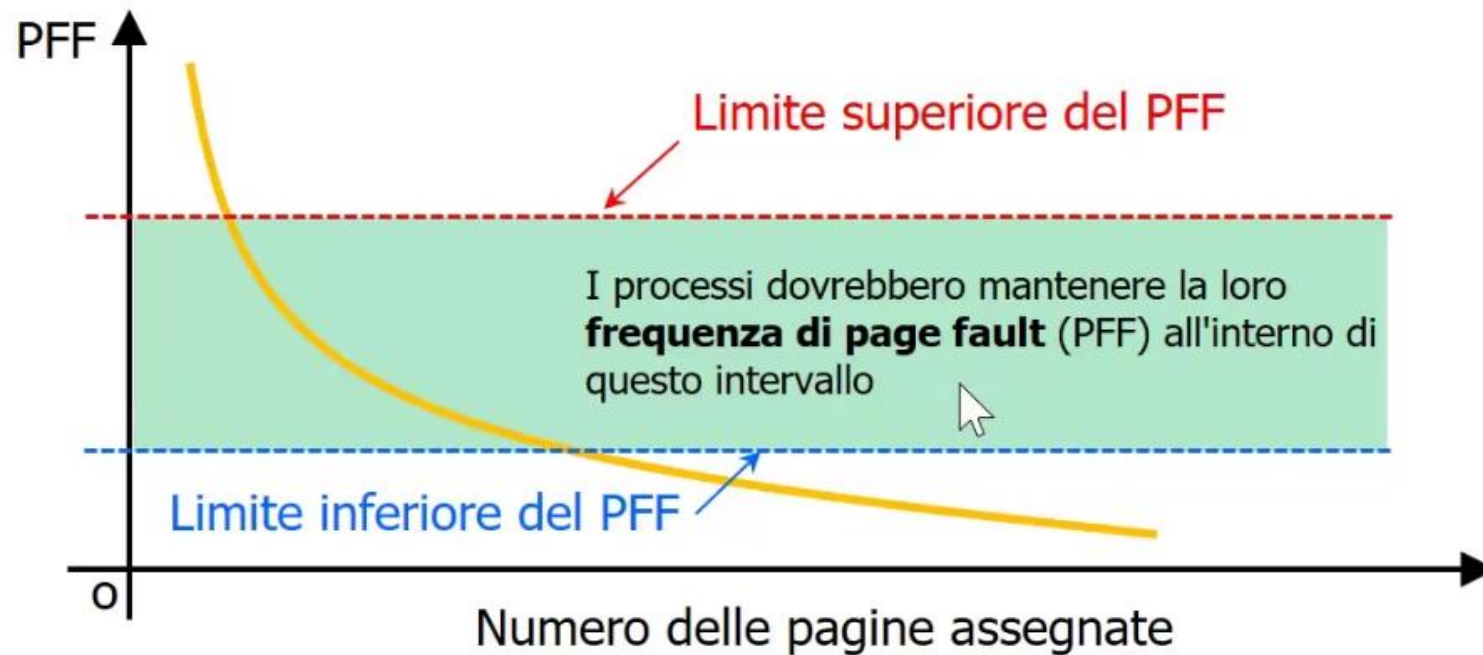 PFF
Limite superiore del PFF
I processi dovrebbero mantenere la loro
frequenza di page fault (PFF) all'interno di
questo intervallo
Limite inferiore del PFF
O
Numero delle pagine assegnate